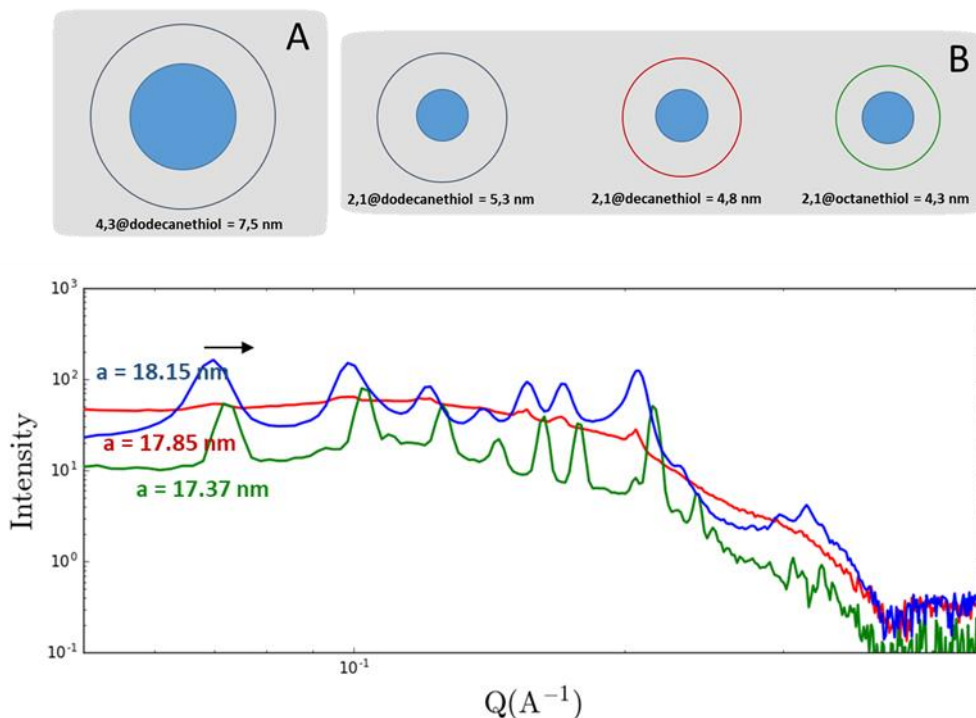 A
B
4,3@dodecanethiol = 7,5 nm
2,1@dodecanethiol = 5,3 nm
2,1@decanethiol = 4,8 nm
2,1@octanethiol = 4,3 nm
10³
10²
10¹
10⁰
10⁻¹
Intensity
a = 18.15 nm
a = 17.85 nm
a = 17.37 nm
10⁻¹
Q(A⁻¹)